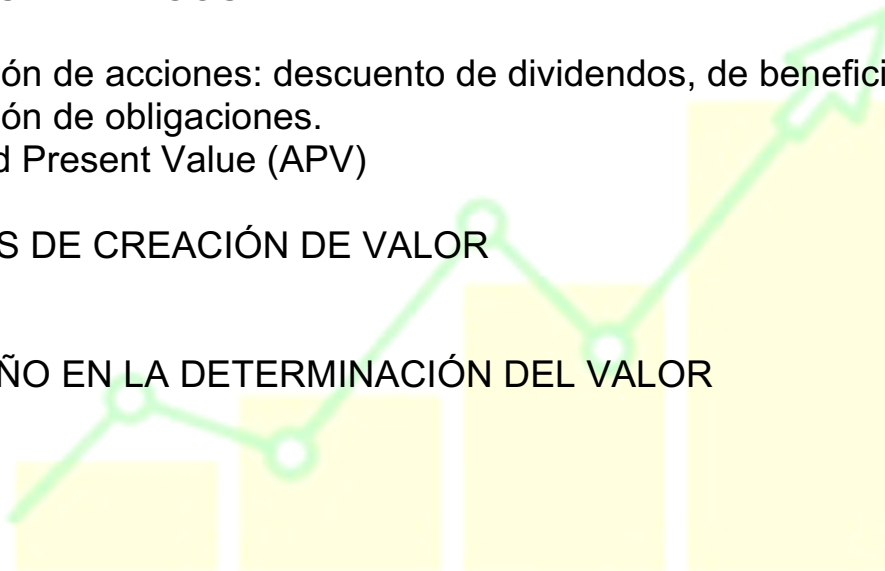 ón de acciones: descuento de dividendos, de benefici
ón de obligaciones.
d Present Value (APV)
S DE CREACIÓN DE VALOR
ÑO EN LA DETERMINACIÓN DEL VALOR